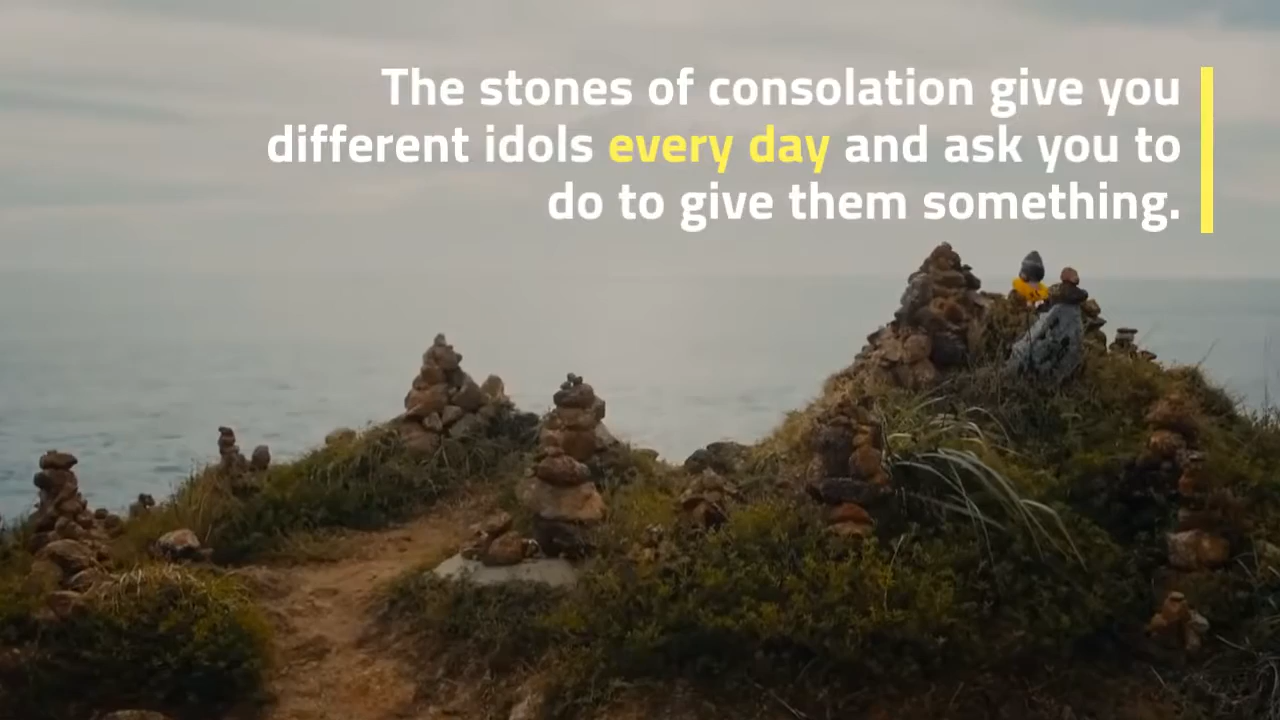 The stones of consolation give you
different idols every day and ask you to
do to give them something.